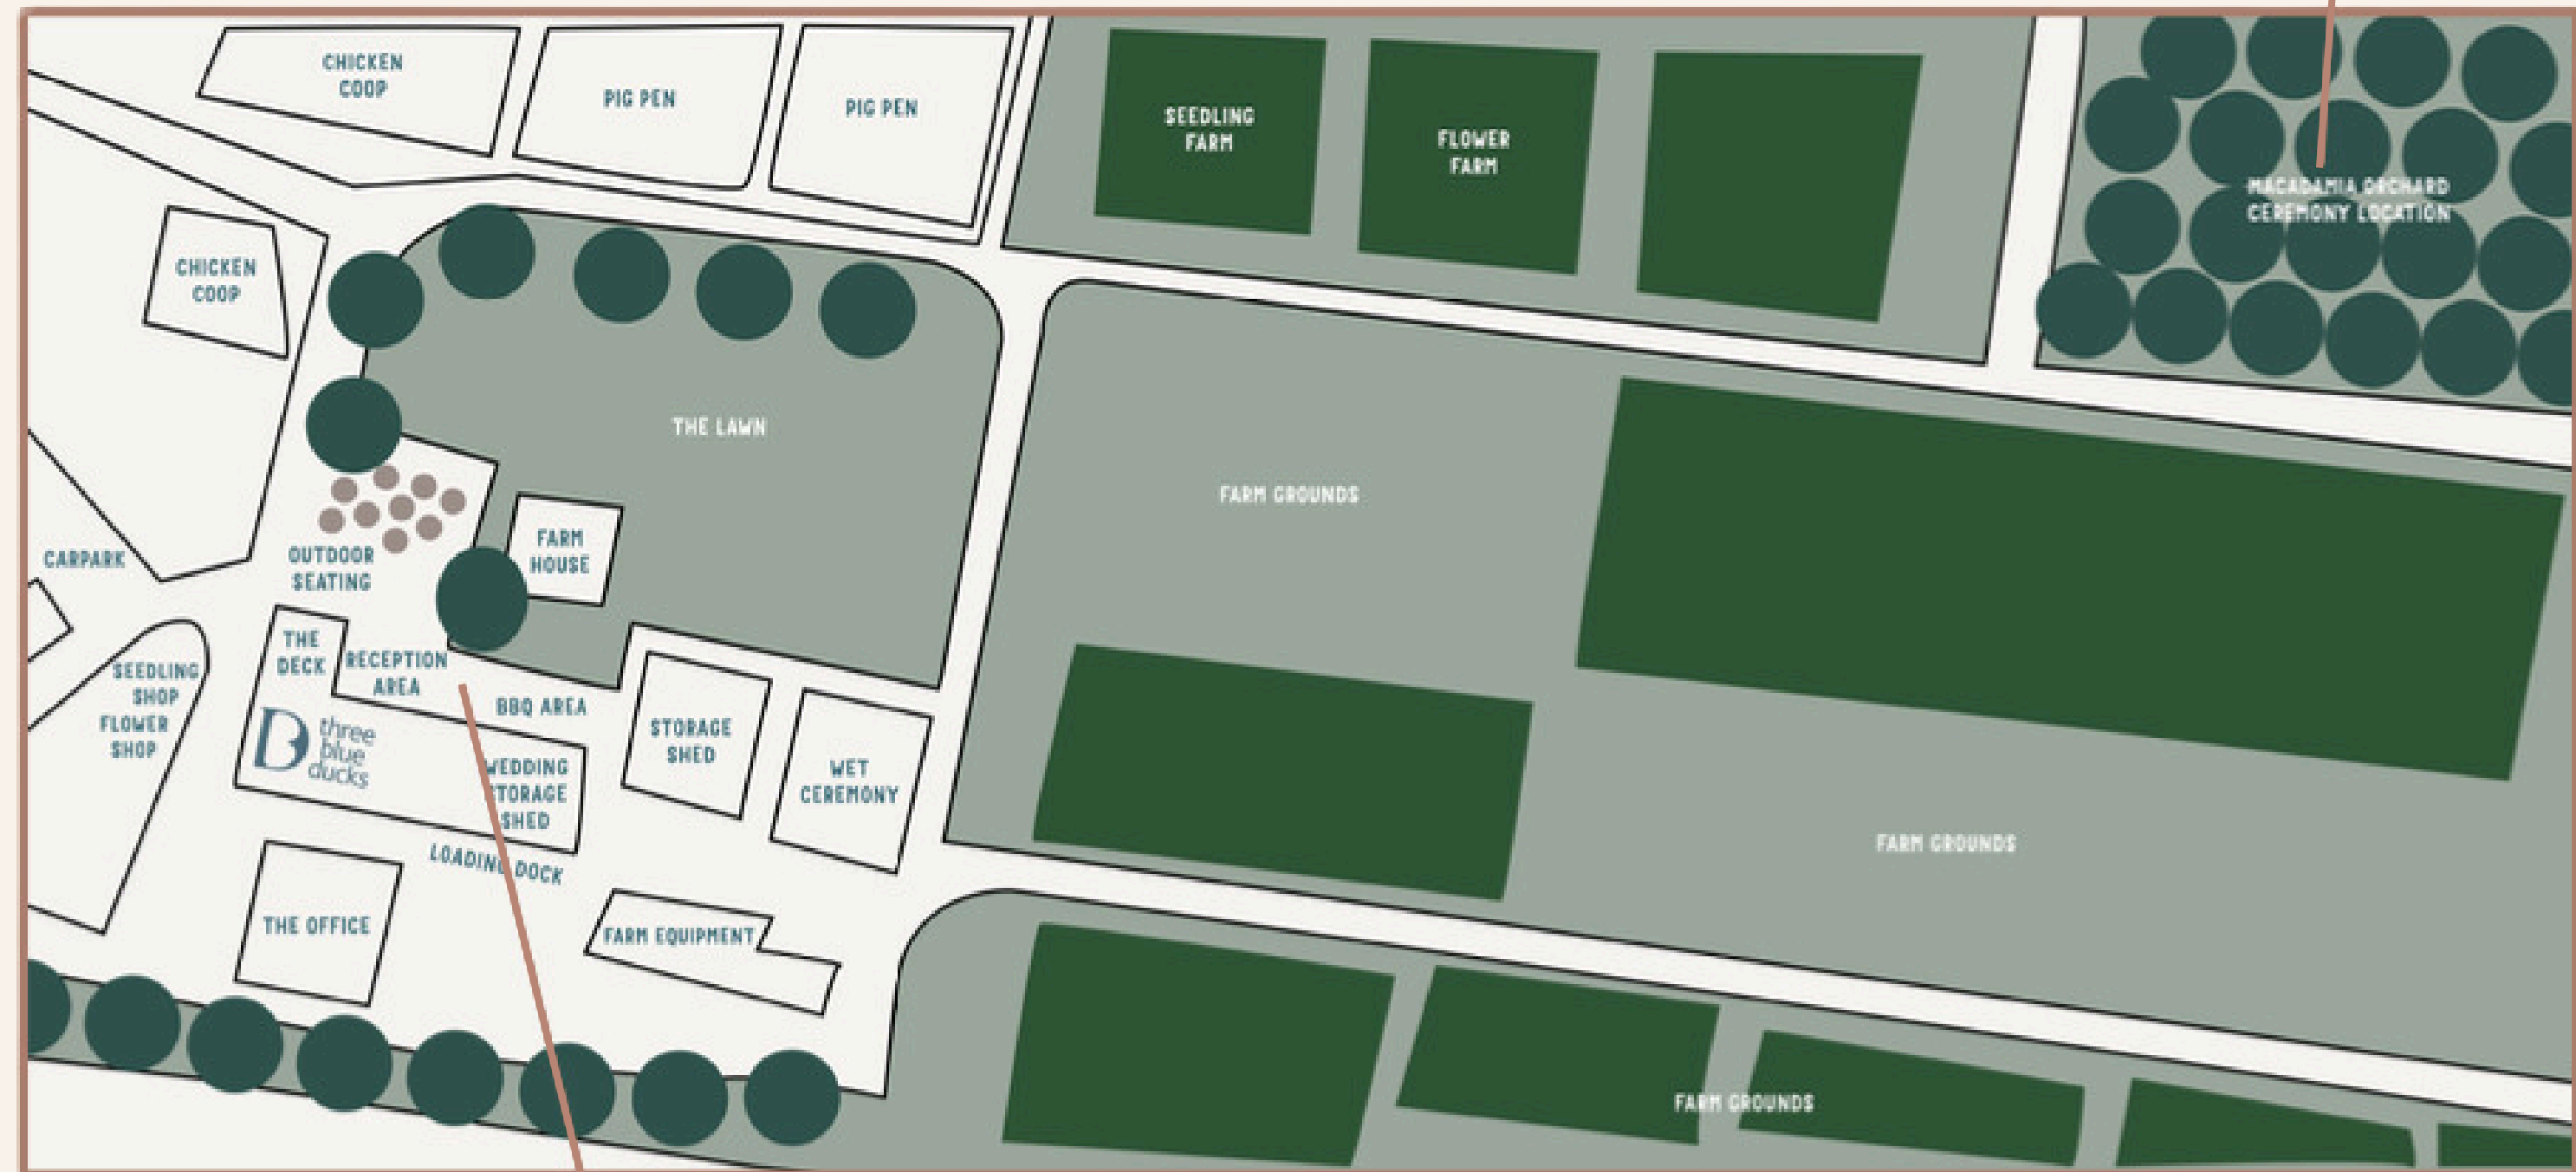 CHICKEN
COOP
PIG PEN
PIG PEN
SEEDLING
FARM
FLOWER
FARM
MACADAMIA ORCHARD
CEREMONY LOCATION
CHICKEN
COOP
THE LAWN
FARM GROUNDS
FARM
HOUSE
CARPARK
OUTDOOR
SEATING
THE
DECK
RECEPTION
AREA
SEEDLING
SHOP
FLOWER
SHOP
BBQ AREA
three
blue
ducks
STORAGE
SHED
WEDDING
STORAGE
SHED
WET
CEREMONY
FARM GROUNDS
LOADING DOCK
THE OFFICE
FARM EQUIPMENT
FARM GROUNDS